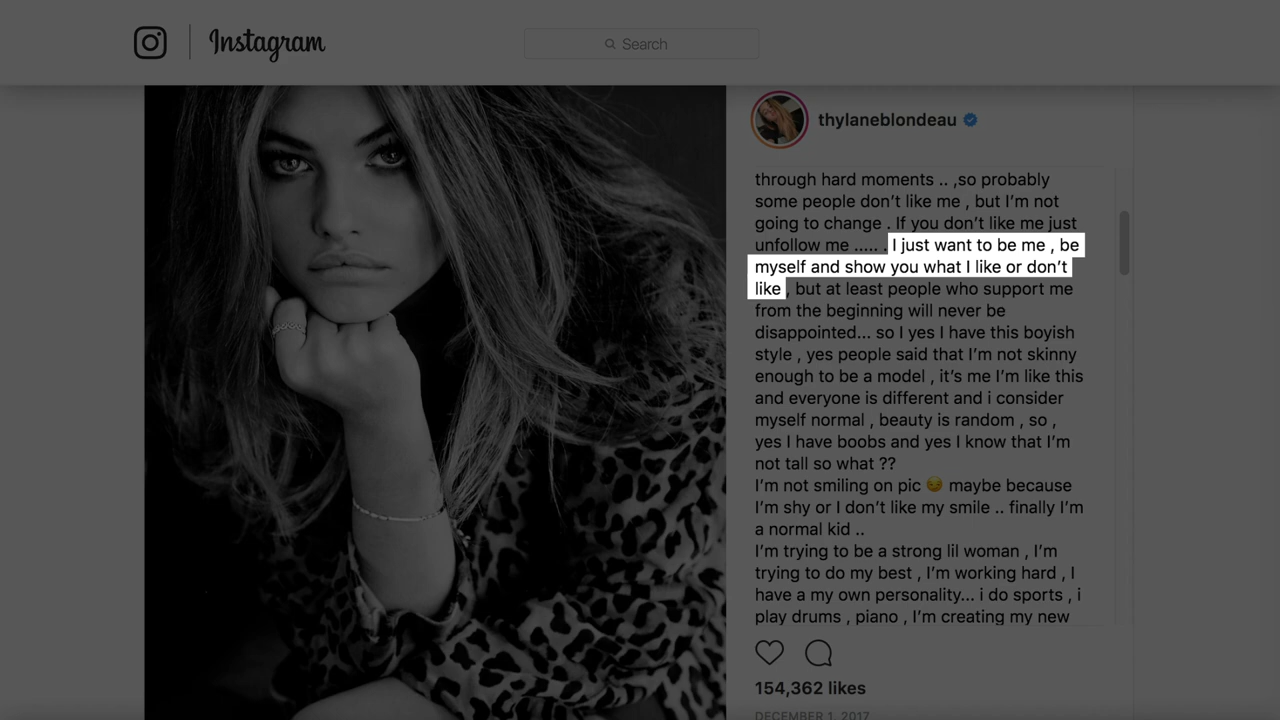 Instagram
Search
thylaneblondeau
through hard moments .. ,so probably
some people don’t like me , but I’m not
going to change . If you don’t like me just
unfollow me ..... . I just want to be me , be
myself and show you what I like or don’t
like , but at least people who support me
from the beginning will never be
disappointed... so I yes I have this boyish
style , yes people said that I’m not skinny
enough to be a model , it’s me I’m like this
and everyone is different and i consider
myself normal , beauty is random , so ,
yes I have boobs and yes I know that I’m
not tall so what ??
I’m not smiling on pic 😏 maybe because
I’m shy or I don’t like my smile .. finally I’m
a normal kid ..
I’m trying to be a strong lil woman , I’m
trying to do my best , I’m working hard , I
have a my own personality... i do sports , i
play drums , piano , I’m creating my new
154,362 likes
DECEMBER 1, 2017